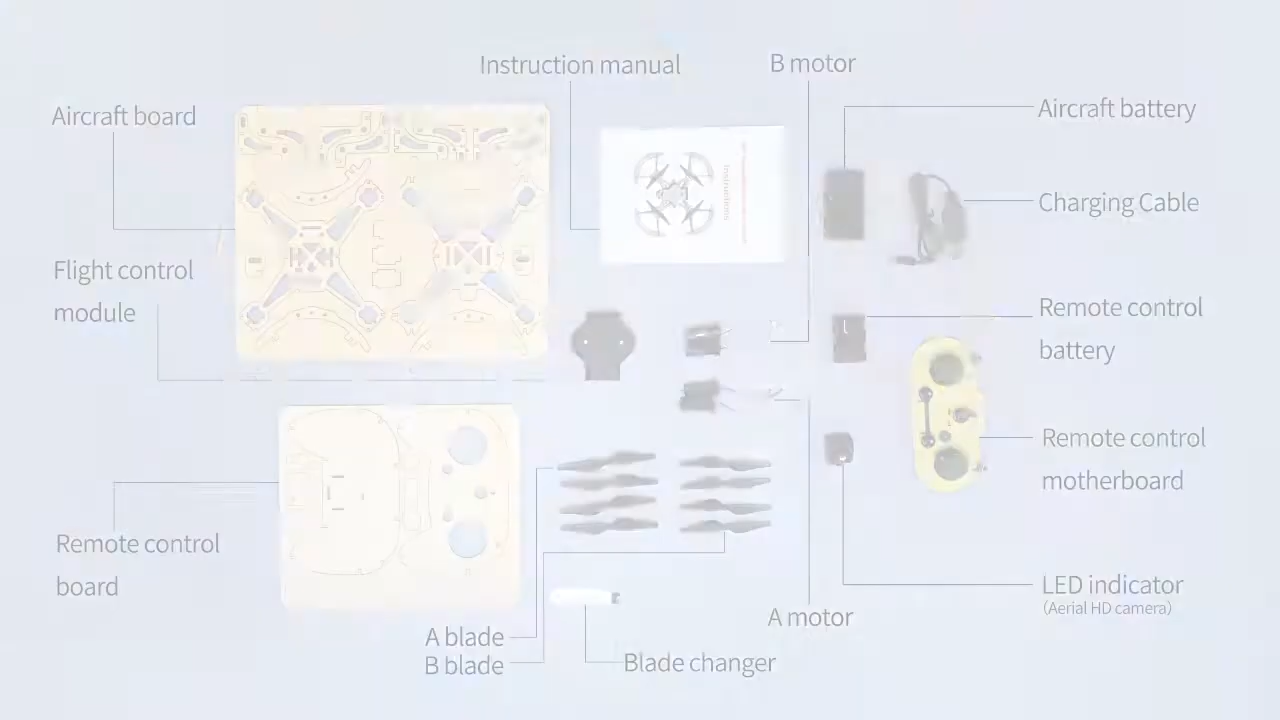 Instruction manual
B motor
Aircraft board
Aircraft battery
Charging Cable
Flight control
module
Remote control
battery
Remote control
motherboard
Remote control
board
LED indicator
(Aerial HD camera)
A motor
A blade
B blade
Blade changer
Instructions